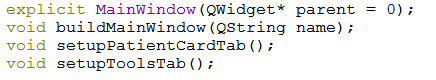 explicit MainWindow(QWidget* parent = 0);
void buildMainWindow(QString name);
void setupPatientCardTab();
void setupToolsTab();